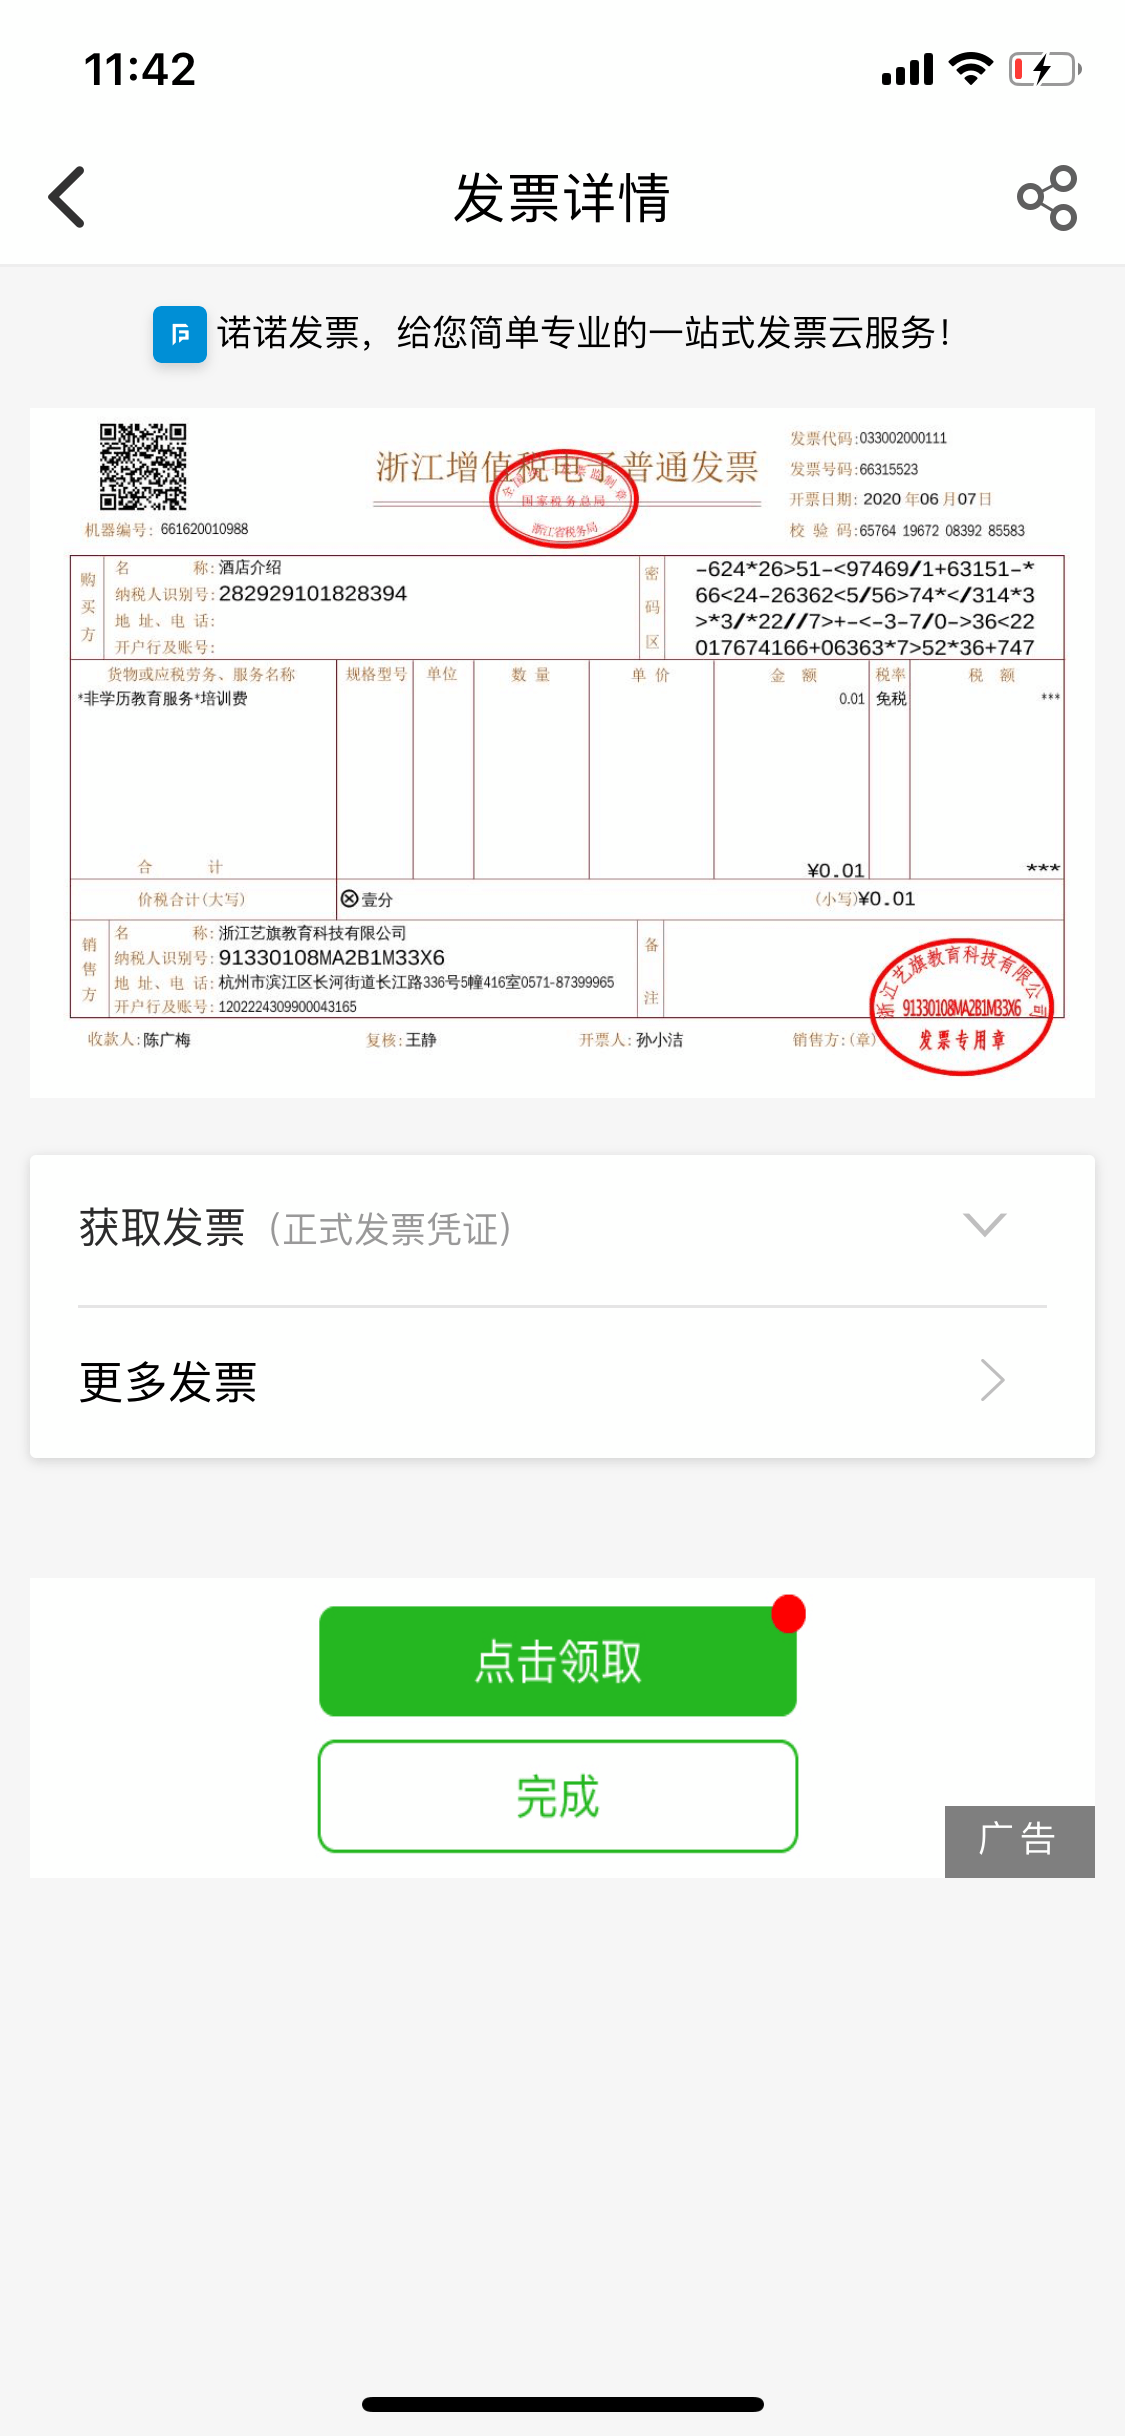 11:42
发票详情
诺诺发票，给您简单专业的一站式发票云服务！
浙江增值税电子普通发票
国家税务总局
浙江省税务局
机器编号：661620010988
发票代码:033002000111
发票号码:66315523
开票日期: 2020 年06 月07日
校 验 码:65764 19672 08392 85583
购买方
名 称:酒店介绍
纳税人识别号:282929101828394
地 址、电 话:
开户行及账号:
密码区
-624*26>51-<97469/1+63151-*
66<24-26362<5/56>74*</314*3
>*3/*22//7>+-<-3-7/0->36<22
017674166+06363*7>52*36+747
货物或应税劳务、服务名称 规格型号 单位 数 量 单 价 金 额 税率 税 额
*非学历教育服务*培训费 0.01 免税 ***
合 计 ¥0.01 ***
价税合计(大写) ⊗壹分 (小写)¥0.01
销售方
名 称:浙江艺旗教育科技有限公司
纳税人识别号:91330108MA2B1M33X6
地 址、电 话:杭州市滨江区长河街道长江路336号5幢416室0571-87399965
开户行及账号:1202224309900043165
备注
浙江艺旗教育科技有限公司
91330108MA2B1M33X6
发票专用章
收款人:陈广梅 复核:王静 开票人:孙小洁 销售方:(章)
获取发票（正式发票凭证）
更多发票
点击领取
完成
广告